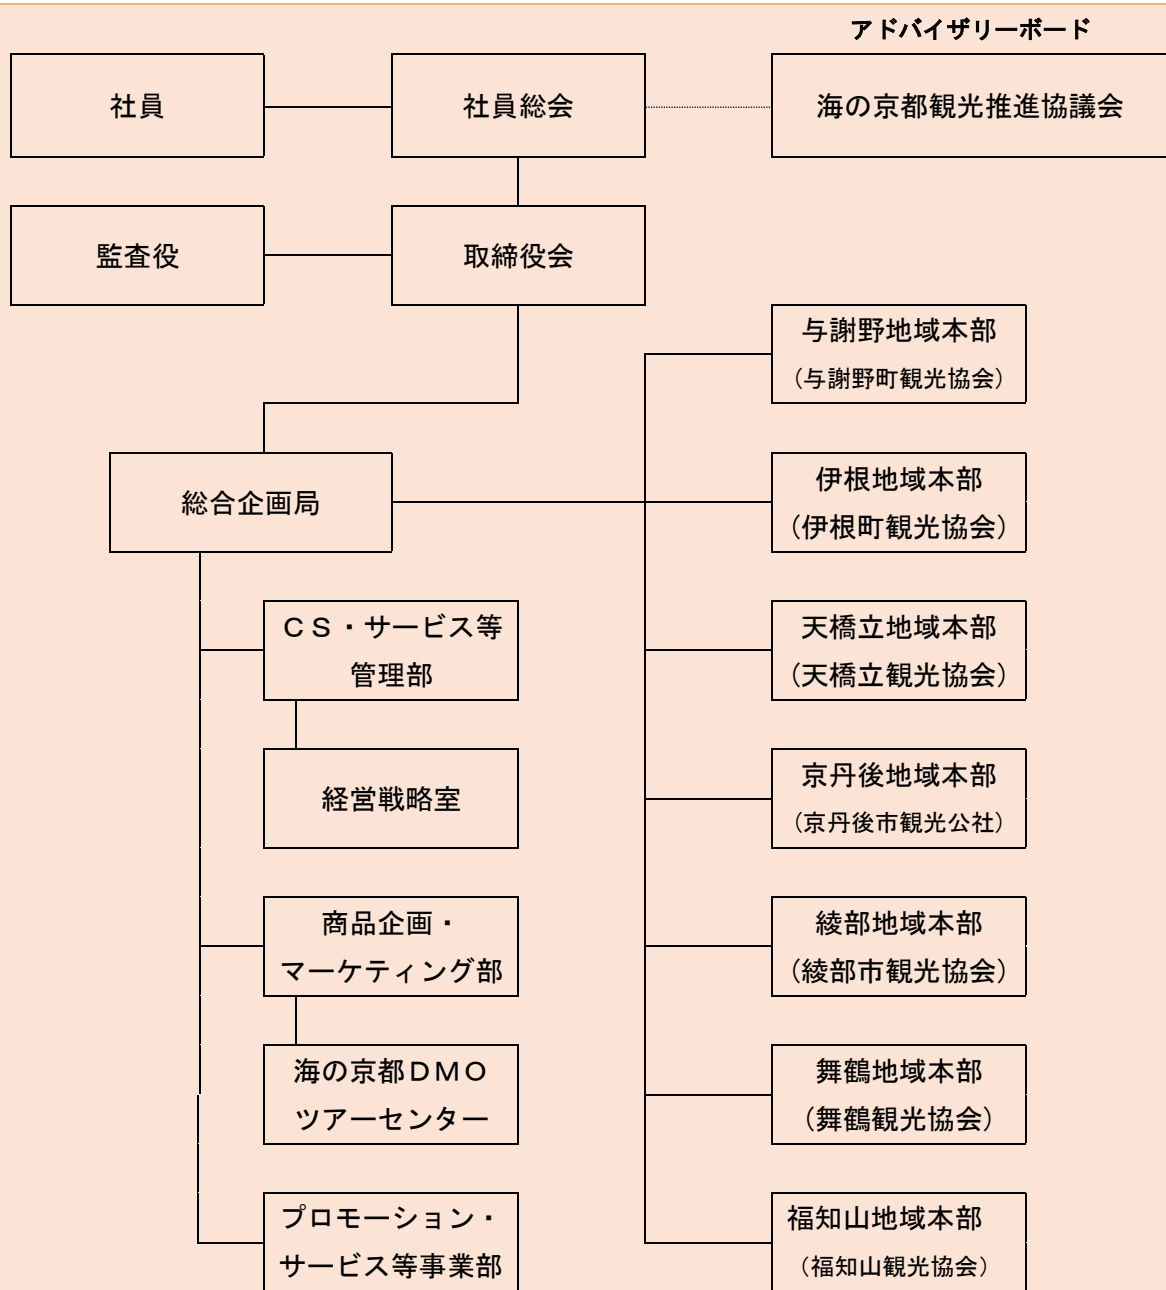 アドバイザリーボード
社員
社員総会
海の京都観光推進協議会
監査役
取締役会
総合企画局
CS・サービス等
管理部
経営戦略室
商品企画・
マーケティング部
海の京都DMO
ツアーセンター
プロモーション・
サービス等事業部
与謝野地域本部
（与謝野町観光協会）
伊根地域本部
（伊根町観光協会）
天橋立地域本部
（天橋立観光協会）
京丹後地域本部
（京丹後市観光公社）
綾部地域本部
（綾部市観光協会）
舞鶴地域本部
（舞鶴観光協会）
福知山地域本部
（福知山観光協会）